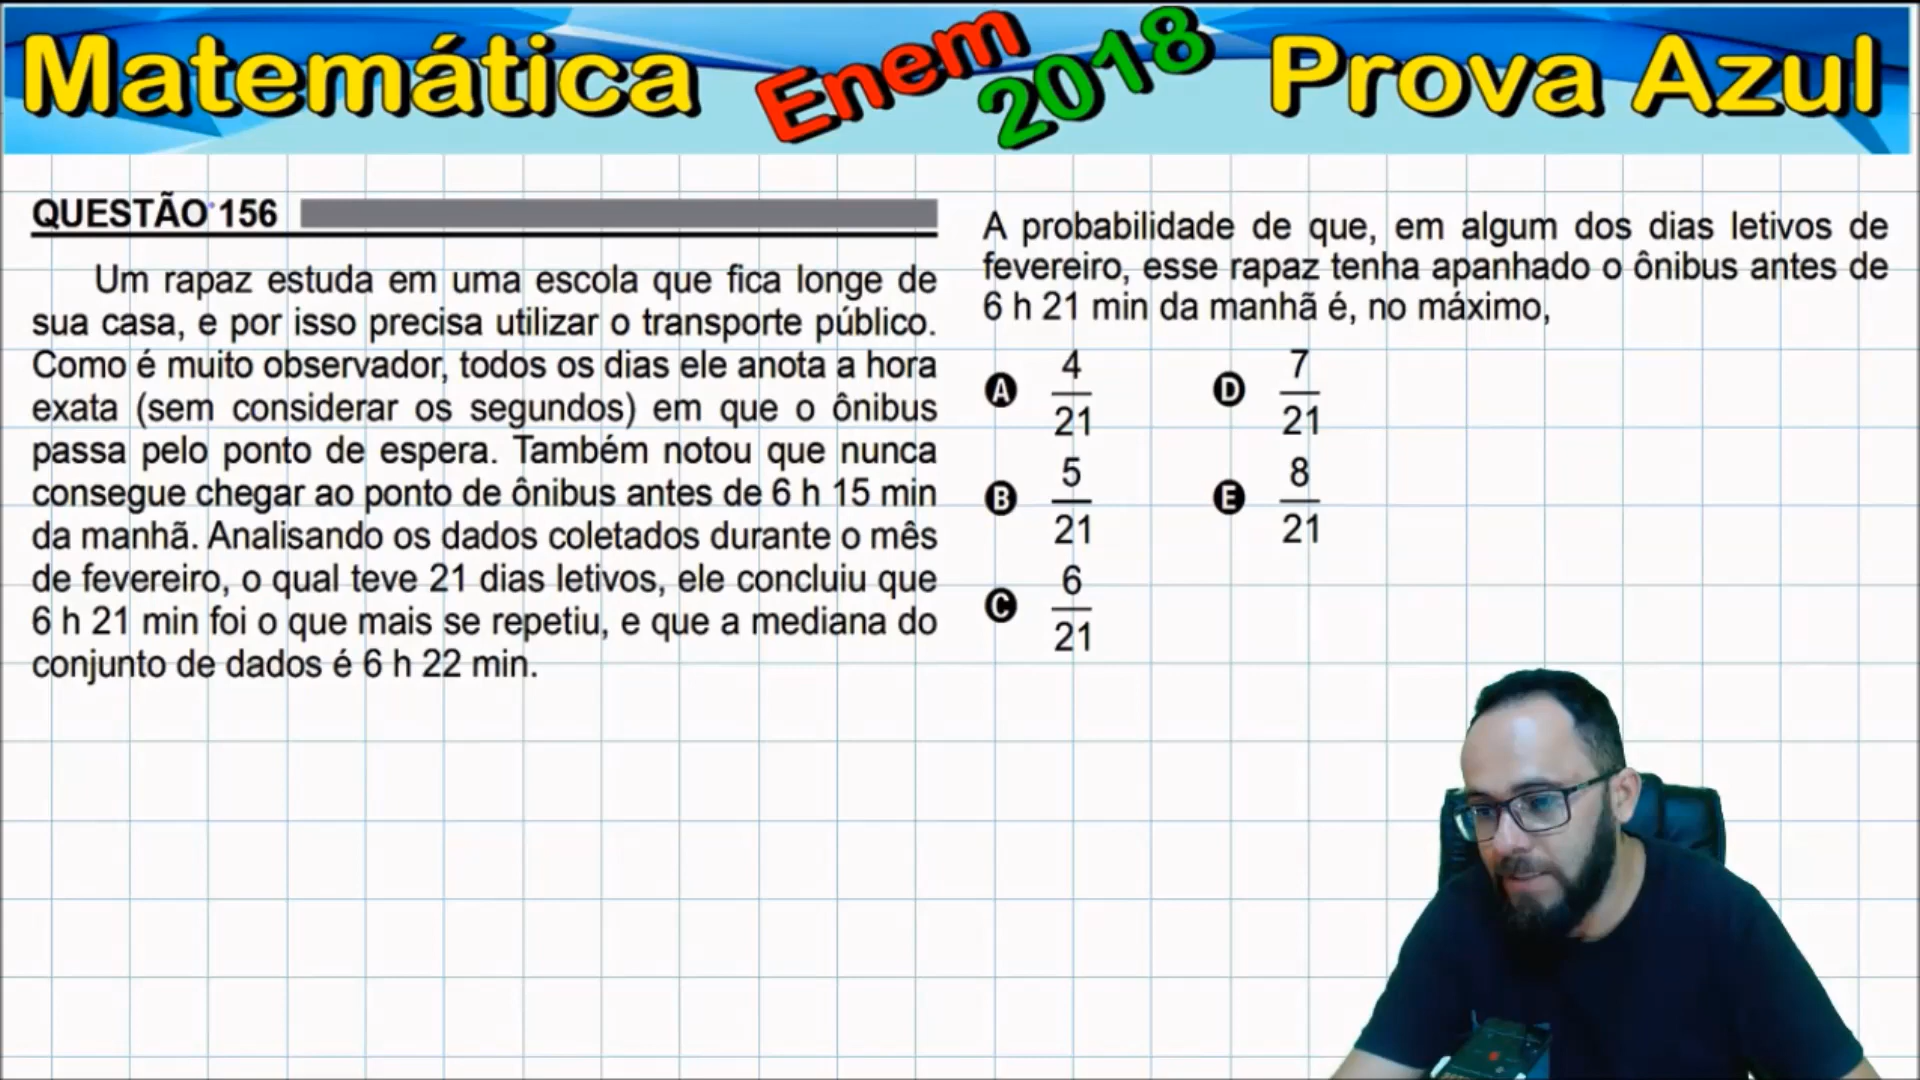 Matemática Enem 2018 Prova Azul
QUESTÃO 156
Um rapaz estuda em uma escola que fica longe de
sua casa, e por isso precisa utilizar o transporte público.
Como é muito observador, todos os dias ele anota a hora
exata (sem considerar os segundos) em que o ônibus
passa pelo ponto de espera. Também notou que nunca
consegue chegar ao ponto de ônibus antes de 6 h 15 min
da manhã. Analisando os dados coletados durante o mês
de fevereiro, o qual teve 21 dias letivos, ele concluiu que
6 h 21 min foi o que mais se repetiu, e que a mediana do
conjunto de dados é 6 h 22 min.
A probabilidade de que, em algum dos dias letivos de
fevereiro, esse rapaz tenha apanhado o ônibus antes de
6 h 21 min da manhã é, no máximo,
A 4/21
B 5/21
C 6/21
D 7/21
E 8/21